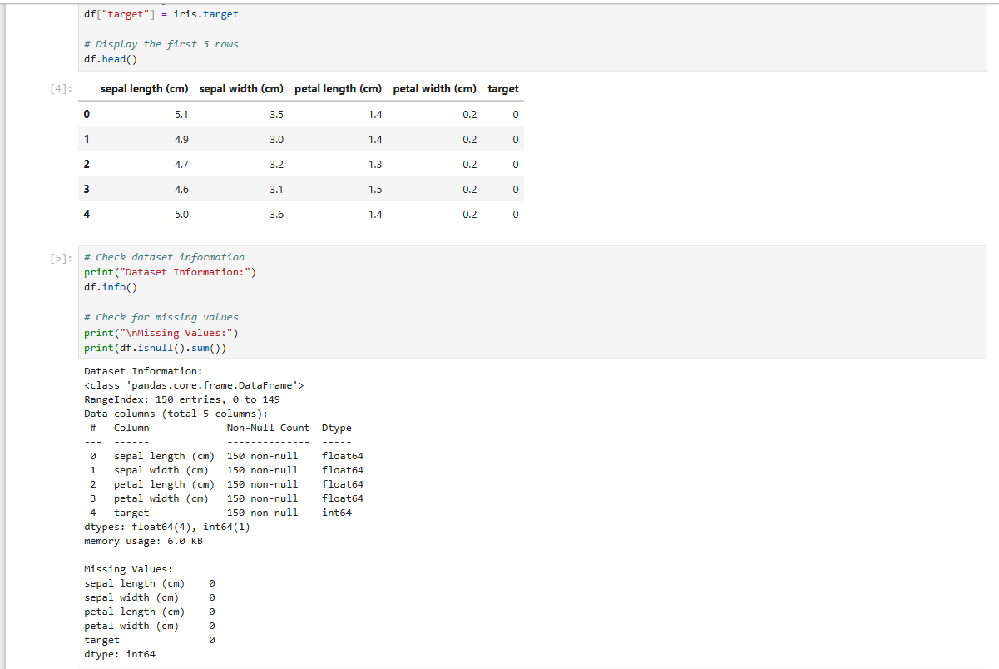 df["target"] = iris.target
# Display the first 5 rows
df.head()
[4]:
sepal length (cm) sepal width (cm) petal length (cm) petal width (cm) target
0 5.1 3.5 1.4 0.2 0
1 4.9 3.0 1.4 0.2 0
2 4.7 3.2 1.3 0.2 0
3 4.6 3.1 1.5 0.2 0
4 5.0 3.6 1.4 0.2 0
[5]:
# Check dataset information
print("Dataset Information:")
df.info()
# Check for missing values
print("\nMissing Values:")
print(df.isnull().sum())
Dataset Information:
<class 'pandas.core.frame.DataFrame'>
RangeIndex: 150 entries, 0 to 149
Data columns (total 5 columns):
# Column Non-Null Count Dtype
--- ------ -------------- -----
0 sepal length (cm) 150 non-null float64
1 sepal width (cm) 150 non-null float64
2 petal length (cm) 150 non-null float64
3 petal width (cm) 150 non-null float64
4 target 150 non-null int64
dtypes: float64(4), int64(1)
memory usage: 6.0 KB
Missing Values:
sepal length (cm) 0
sepal width (cm) 0
petal length (cm) 0
petal width (cm) 0
target 0
dtype: int64